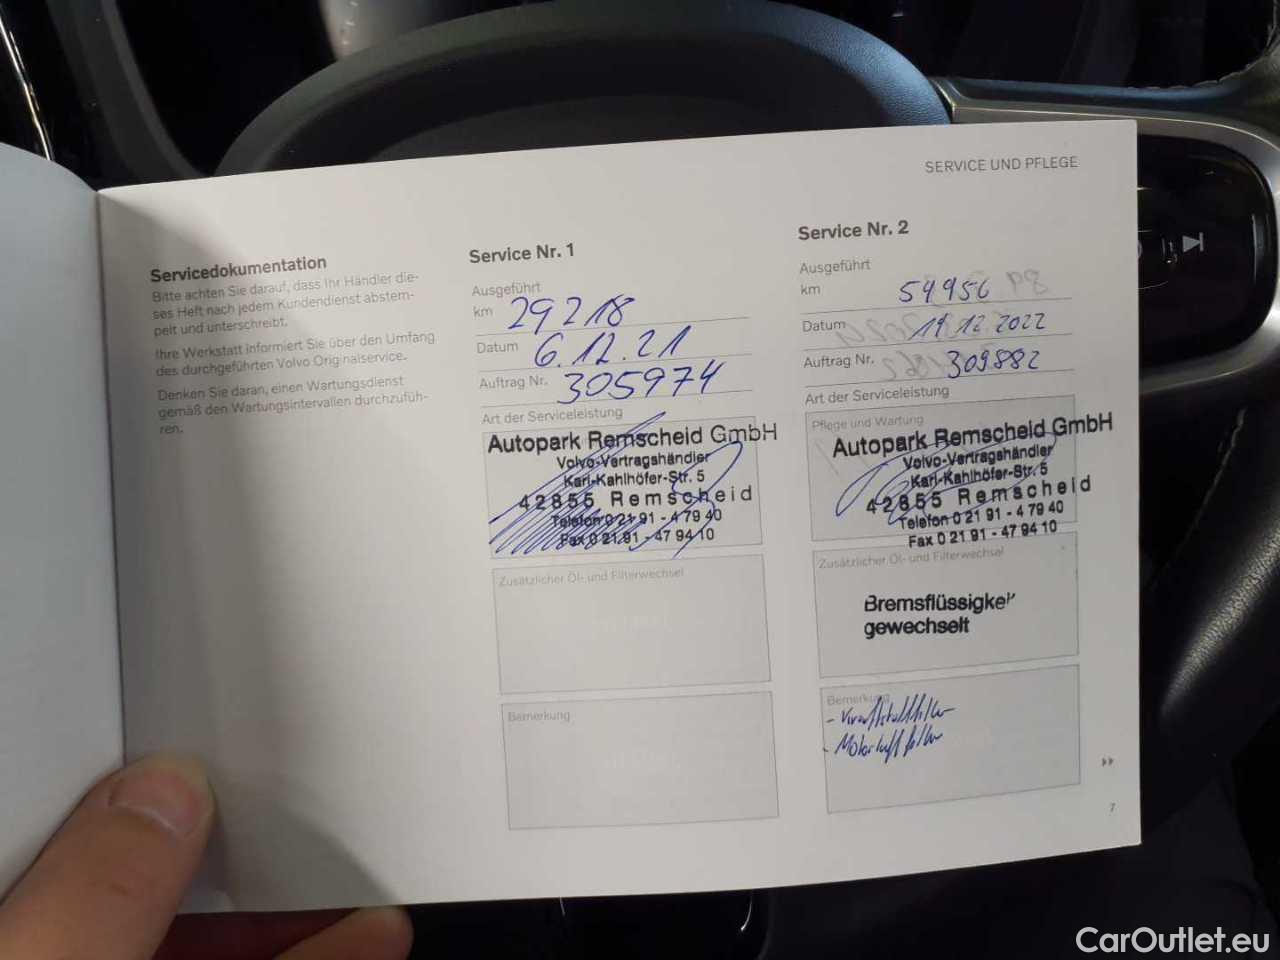 SERVICE UND PFLEGE
Servicedokumentation
Bitte achten Sie darauf, dass Ihr Händler die-
ses Heft nach jedem Kundendienst abstem-
pelt und unterschreibt.
Ihre Werkstatt informiert Sie über den Umfang
des durchgeführten Volvo Originalservice.
Denken Sie daran, einen Wartungsdienst
gemäß den Wartungsintervallen durchzufüh-
ren.
Service Nr. 1
Ausgeführt
km 29218
Datum 6.12.21
Auftrag Nr. 305974
Art der Serviceleistung
Autopark Remscheid GmbH
Volvo-Vertragshändler
Karl-Kahlhöfer-Str. 5
42855 Remscheid
Telefon 0 21 91 - 4 79 40
Fax 0 21 91 - 47 94 10
Zusätzlicher Öl- und Filterwechsel
Bemerkung
Service Nr. 2
Ausgeführt
km 59956
Datum 19.12.2022
Auftrag Nr. 309882
Art der Serviceleistung
Pflege und Wartung
Autopark Remscheid GmbH
Volvo-Vertragshändler
Karl-Kahlhöfer-Str. 5
42855 Remscheid
Telefon 0 21 91 - 4 79 40
Fax 0 21 91 - 47 94 10
Zusätzlicher Öl- und Filterwechsel
Bremsflüssigkeit
gewechselt
Bemerkung
- Kraftstofffilter
- Motorluftfilter
7
CarOutlet.eu